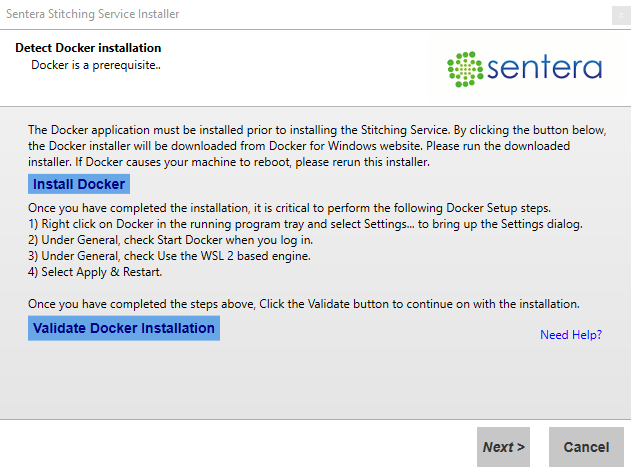 Sentera Stitching Service Installer
Detect Docker installation
Docker is a prerequisite..
sentera
The Docker application must be installed prior to installing the Stitching Service. By clicking the button below,
the Docker installer will be downloaded from Docker for Windows website. Please run the downloaded
installer. If Docker causes your machine to reboot, please rerun this installer.
Install Docker
Once you have completed the installation, it is critical to perform the following Docker Setup steps.
1) Right click on Docker in the running program tray and select Settings... to bring up the Settings dialog.
2) Under General, check Start Docker when you log in.
3) Under General, check Use the WSL 2 based engine.
4) Select Apply & Restart.
Once you have completed the steps above, Click the Validate button to continue on with the installation.
Validate Docker Installation
Need Help?
Next >
Cancel